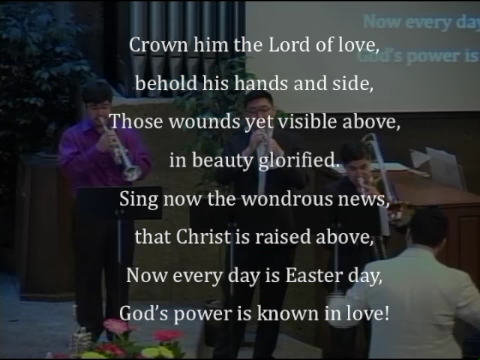 Now every day
God's power is
Crown him the Lord of love,
behold his hands and side,
Those wounds yet visible above,
in beauty glorified.
Sing now the wondrous news,
that Christ is raised above,
Now every day is Easter day,
God's power is known in love!